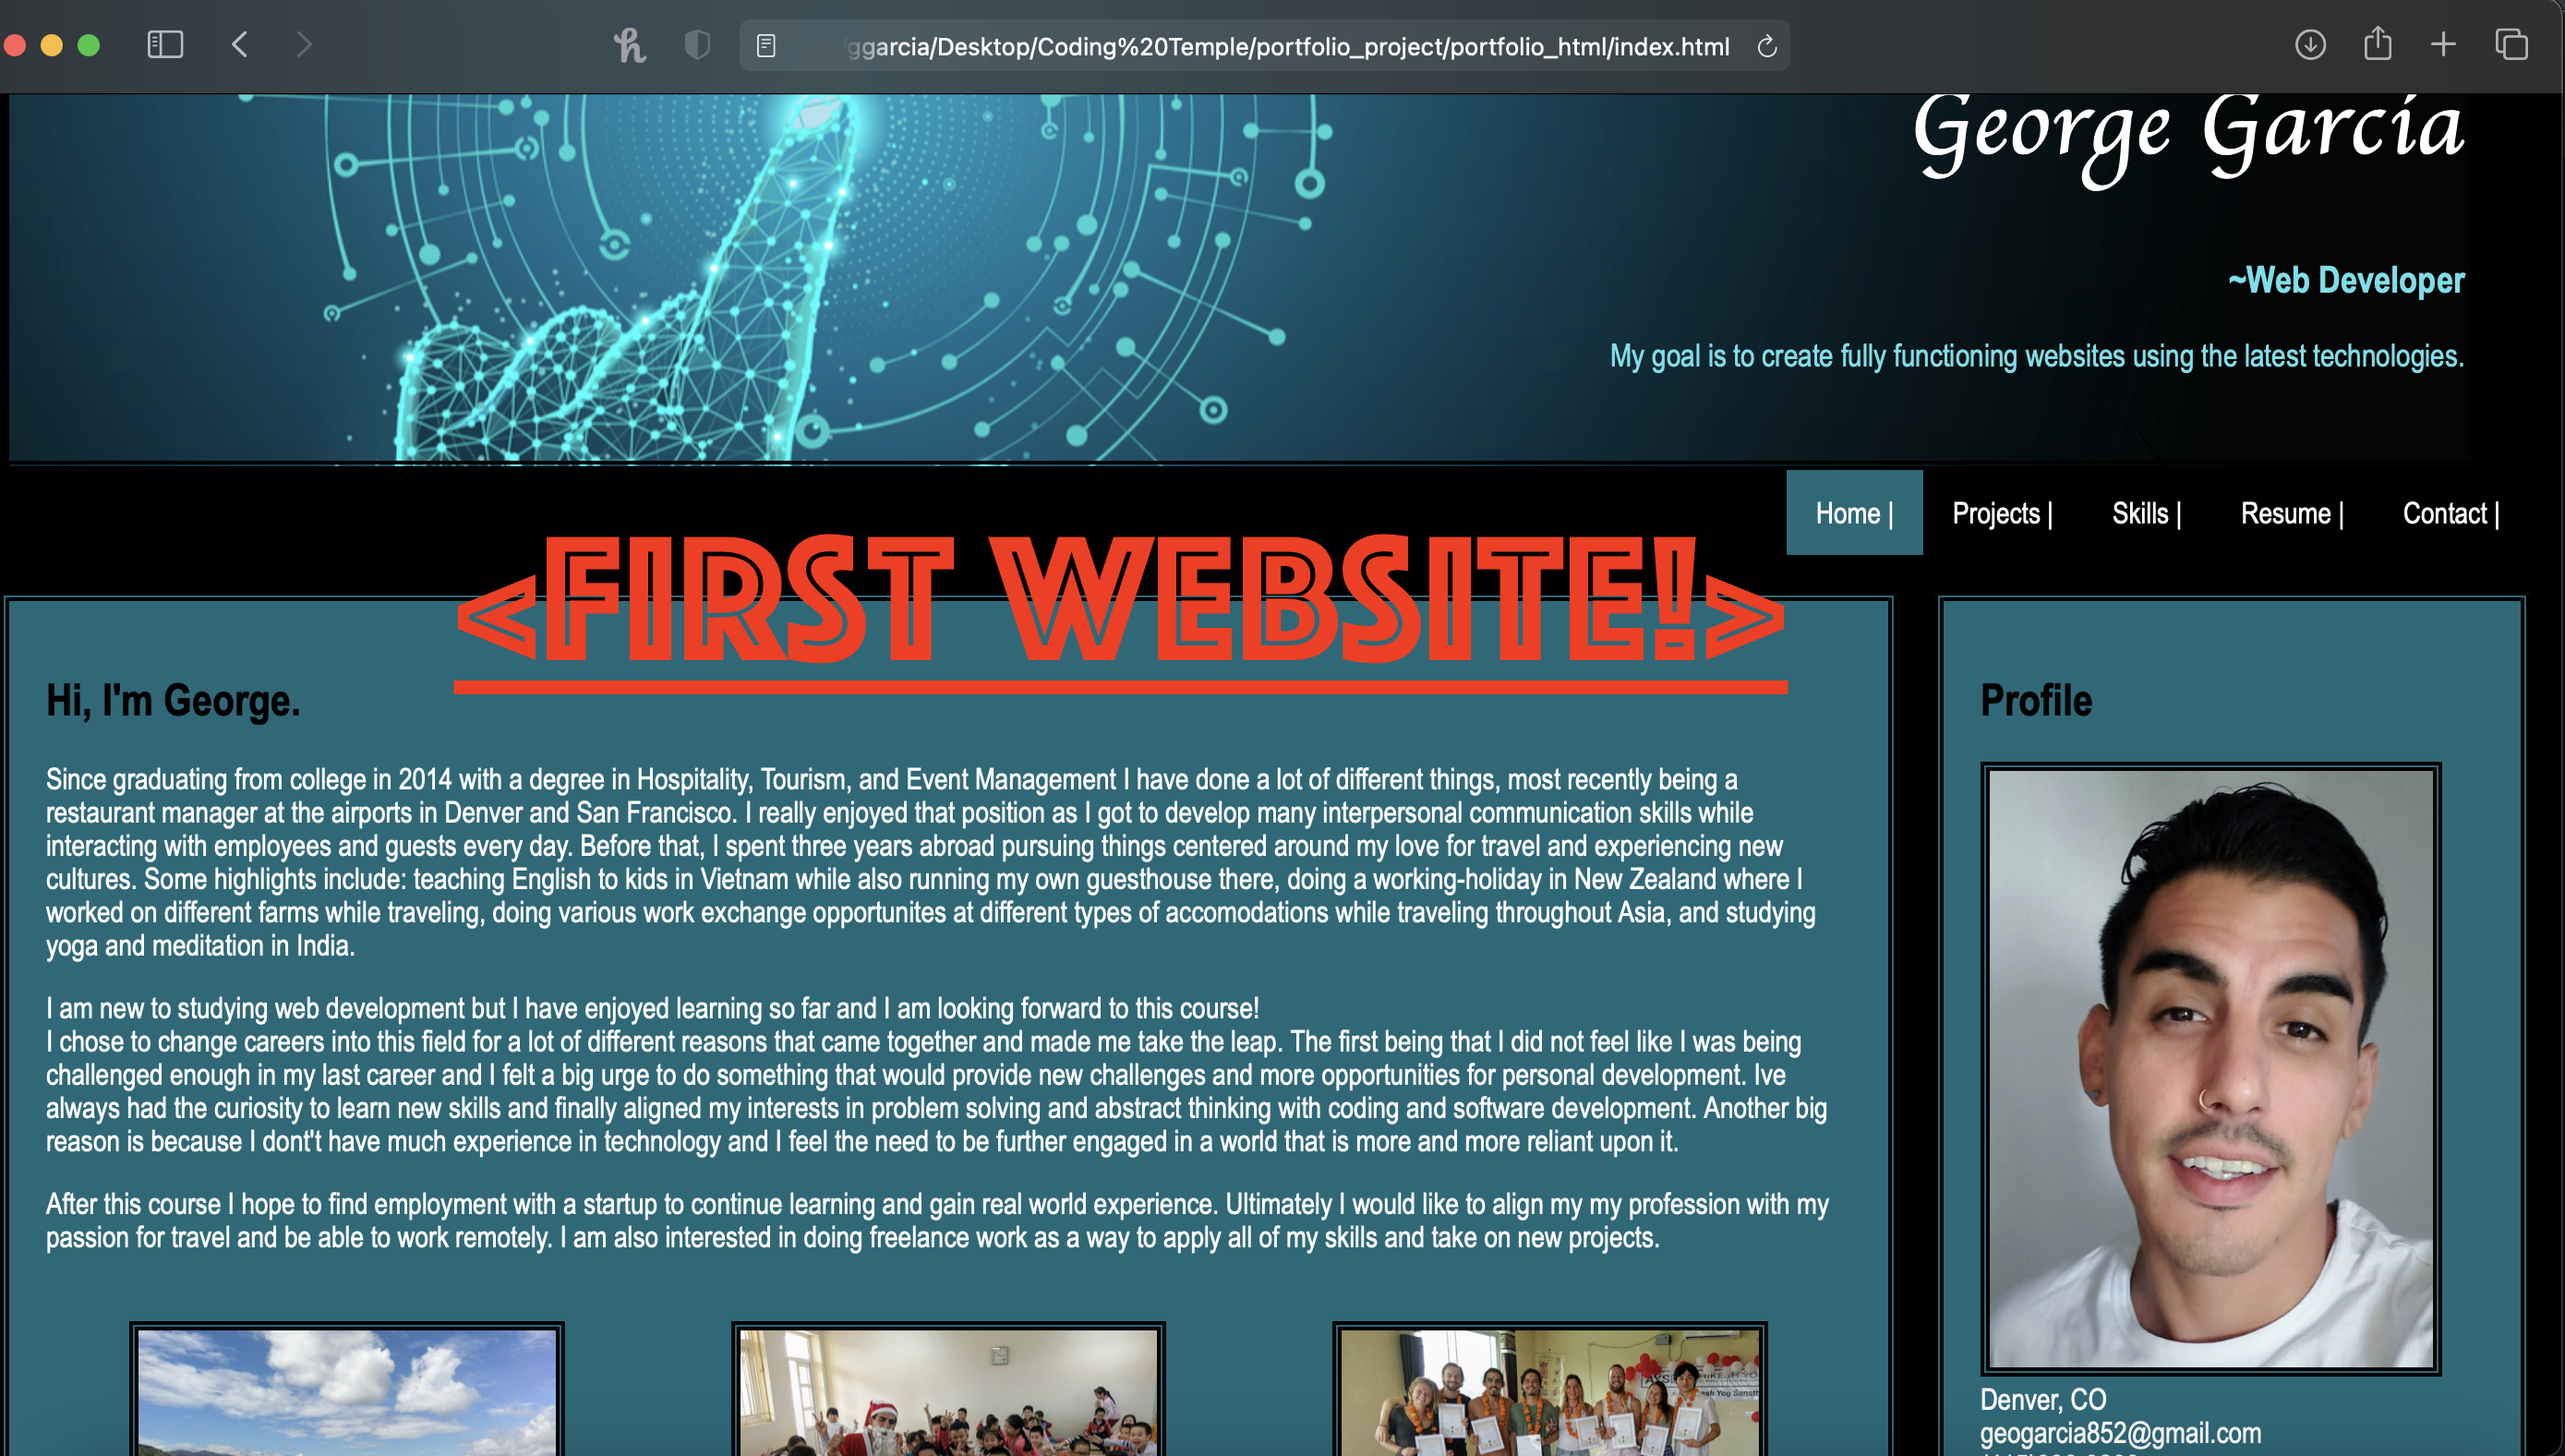 ggarcia/Desktop/Coding%20Temple/portfolio_project/portfolio_html/index.html
George Garcia
~Web Developer
My goal is to create fully functioning websites using the latest technologies.
Home | Projects | Skills | Resume | Contact |
<FIRST WEBSITE!>
Hi, I'm George.
Since graduating from college in 2014 with a degree in Hospitality, Tourism, and Event Management I have done a lot of different things, most recently being a
restaurant manager at the airports in Denver and San Francisco. I really enjoyed that position as I got to develop many interpersonal communication skills while
interacting with employees and guests every day. Before that, I spent three years abroad pursuing things centered around my love for travel and experiencing new
cultures. Some highlights include: teaching English to kids in Vietnam while also running my own guesthouse there, doing a working-holiday in New Zealand where I
worked on different farms while traveling, doing various work exchange opportunites at different types of accomodations while traveling throughout Asia, and studying
yoga and meditation in India.
I am new to studying web development but I have enjoyed learning so far and I am looking forward to this course!
I chose to change careers into this field for a lot of different reasons that came together and made me take the leap. The first being that I did not feel like I was being
challenged enough in my last career and I felt a big urge to do something that would provide new challenges and more opportunities for personal development. Ive
always had the curiosity to learn new skills and finally aligned my interests in problem solving and abstract thinking with coding and software development. Another big
reason is because I dont't have much experience in technology and I feel the need to be further engaged in a world that is more and more reliant upon it.
After this course I hope to find employment with a startup to continue learning and gain real world experience. Ultimately I would like to align my my profession with my
passion for travel and be able to work remotely. I am also interested in doing freelance work as a way to apply all of my skills and take on new projects.
Profile
Denver, CO
geogarcia852@gmail.com